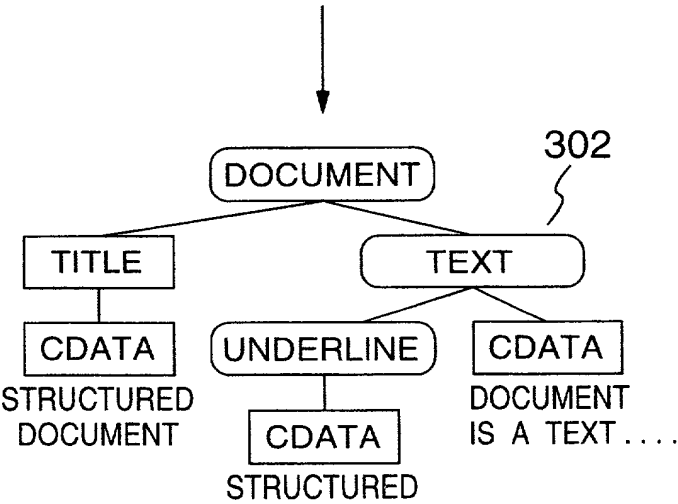 302
DOCUMENT
TITLE
TEXT
CDATA
UNDERLINE
CDATA
STRUCTURED
DOCUMENT
DOCUMENT
IS A TEXT . . . .
CDATA
STRUCTURED